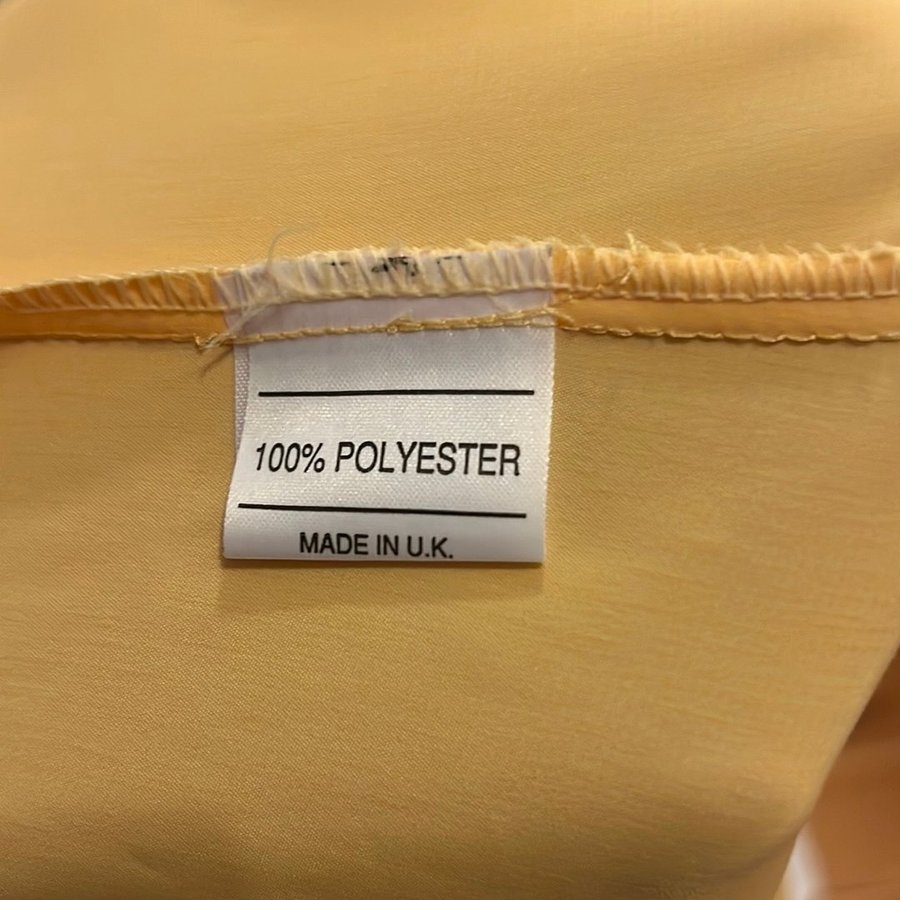 100% POLYESTER
MADE IN U.K.